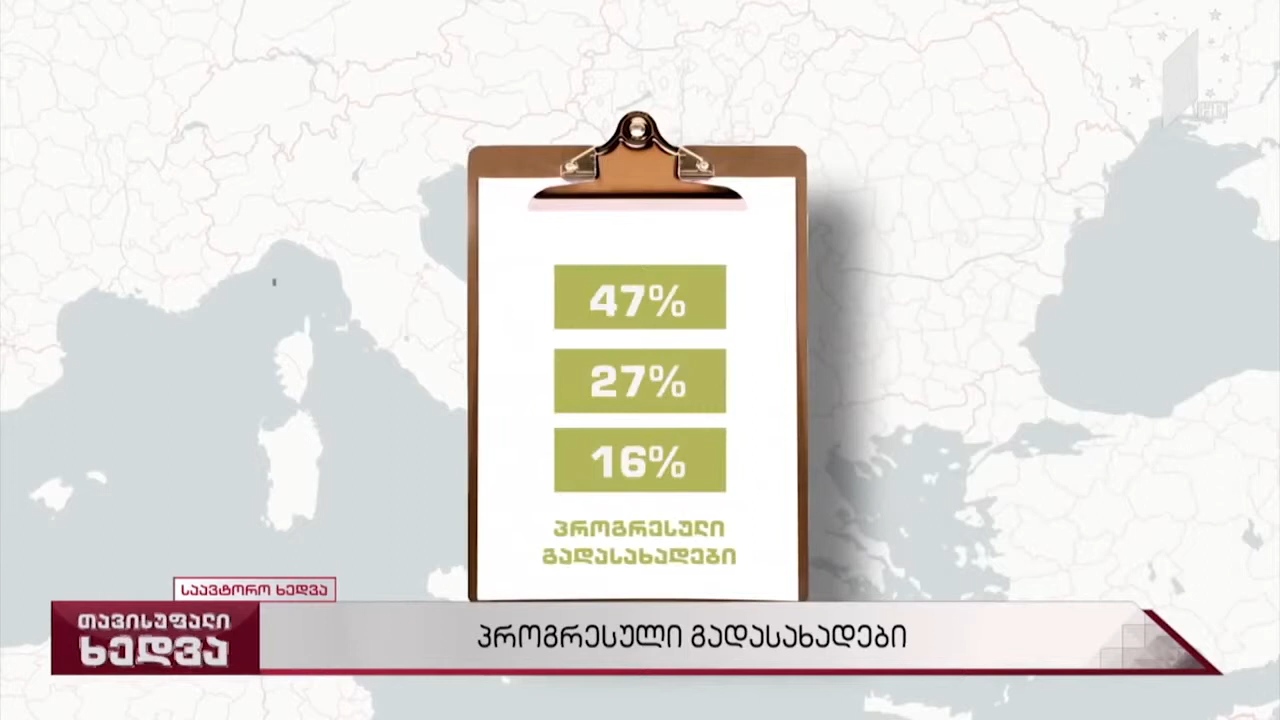 47%
27%
16%
პროგრესული
გადასახადები
საავტორო ხედვა
თავისუფალი
ხედვა
პროგრესული გადასახადები